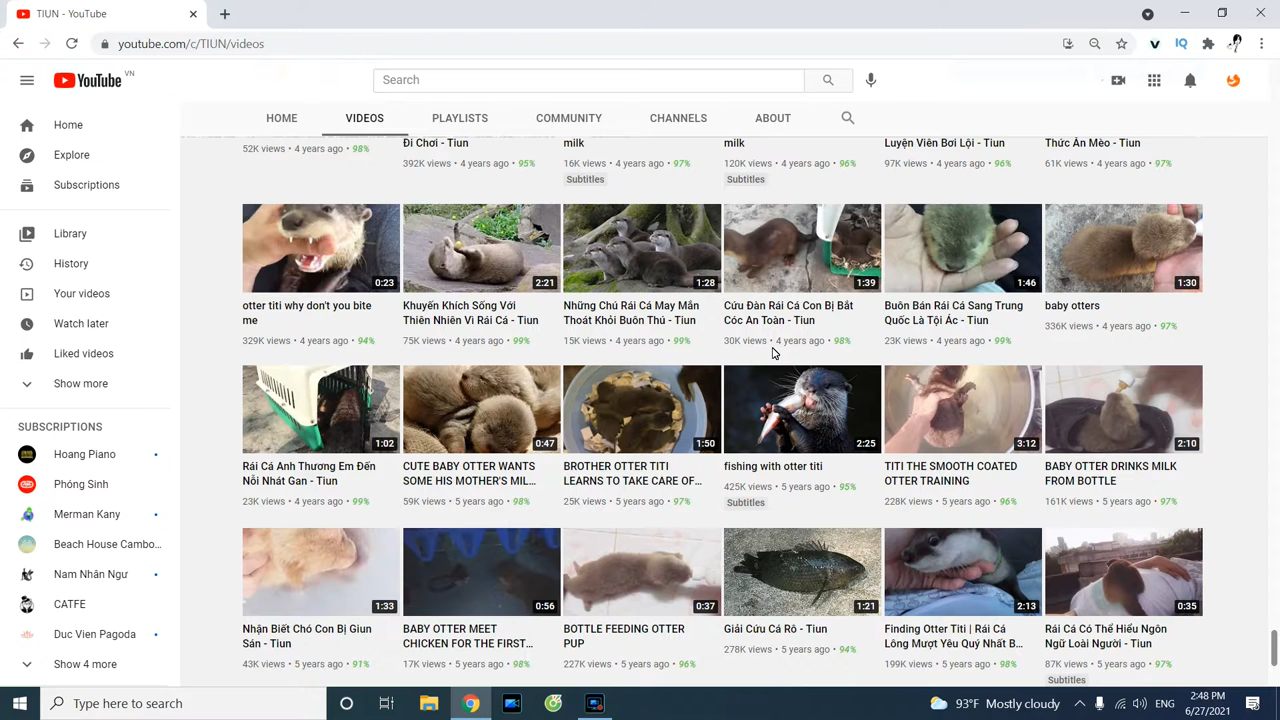 TIUN - YouTube
youtube.com/c/TIUN/videos
YouTube VN
Search
HOME VIDEOS PLAYLISTS COMMUNITY CHANNELS ABOUT
Home
Explore
Subscriptions
Library
History
Your videos
Watch later
Liked videos
Show more
SUBSCRIPTIONS
Hoang Piano
Phóng Sinh
Merman Kany
Beach House Cambo...
Nam Nhân Ngư
CATFE
Duc Vien Pagoda
Show 4 more
Đi Chơi - Tiun
milk
milk
Luyện Viên Bơi Lội - Tiun
Thức Ăn Mèo - Tiun
52K views • 4 years ago • 98%
392K views • 4 years ago • 95%
16K views • 4 years ago • 97%
120K views • 4 years ago • 96%
97K views • 4 years ago • 96%
61K views • 4 years ago • 97%
Subtitles
Subtitles
0:23
2:21
1:28
1:39
1:46
1:30
otter titi why don't you bite
me
329K views • 4 years ago • 94%
Khuyến Khích Sống Với
Thiên Nhiên Vì Rái Cá - Tiun
75K views • 4 years ago • 99%
Những Chú Rái Cá May Mắn
Thoát Khỏi Buôn Thú - Tiun
15K views • 4 years ago • 99%
Cứu Đàn Rái Cá Con Bị Bắt
Cóc An Toàn - Tiun
30K views • 4 years ago • 98%
Buôn Bán Rái Cá Sang Trung
Quốc Là Tội Ác - Tiun
23K views • 4 years ago • 99%
baby otters
336K views • 4 years ago • 97%
1:02
0:47
1:50
2:25
3:12
2:10
Rái Cá Anh Thương Em Đến
Nỗi Nhát Gan - Tiun
23K views • 4 years ago • 99%
CUTE BABY OTTER WANTS
SOME HIS MOTHER'S MIL...
59K views • 5 years ago • 98%
BROTHER OTTER TITI
LEARNS TO TAKE CARE OF...
25K views • 5 years ago • 97%
fishing with otter titi
425K views • 5 years ago • 95%
Subtitles
TITI THE SMOOTH COATED
OTTER TRAINING
228K views • 5 years ago • 96%
BABY OTTER DRINKS MILK
FROM BOTTLE
161K views • 5 years ago • 97%
1:33
0:56
0:37
1:21
2:13
0:35
Nhận Biết Chó Con Bị Giun
Sán - Tiun
43K views • 5 years ago • 91%
BABY OTTER MEET
CHICKEN FOR THE FIRST...
17K views • 5 years ago • 98%
BOTTLE FEEDING OTTER
PUP
227K views • 5 years ago • 96%
Giải Cứu Cá Rô - Tiun
278K views • 5 years ago • 94%
Finding Otter Titi | Rái Cá
Lông Mượt Yêu Quý Nhất B...
199K views • 5 years ago • 98%
Rái Cá Có Thể Hiểu Ngôn
Ngữ Loài Người - Tiun
87K views • 5 years ago • 97%
Subtitles
Type here to search
93°F Mostly cloudy
ENG
2:48 PM
6/27/2021